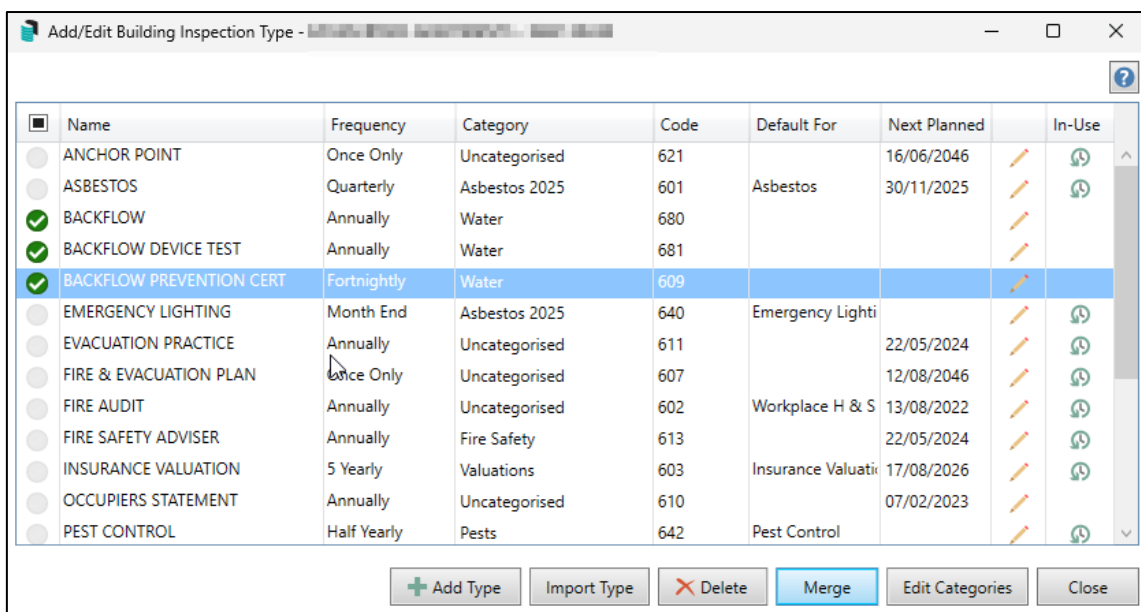 Add/Edit Building Inspection Type -
Name Frequency Category Code Default For Next Planned In-Use
ANCHOR POINT Once Only Uncategorised 621 16/06/2046
ASBESTOS Quarterly Asbestos 2025 601 Asbestos 30/11/2025
BACKFLOW Annually Water 680
BACKFLOW DEVICE TEST Annually Water 681
BACKFLOW PREVENTION CERT Fortnightly Water 609
EMERGENCY LIGHTING Month End Asbestos 2025 640 Emergency Lighti
EVACUATION PRACTICE Annually Uncategorised 611 22/05/2024
FIRE & EVACUATION PLAN Once Only Uncategorised 607 12/08/2046
FIRE AUDIT Annually Uncategorised 602 Workplace H & S 13/08/2022
FIRE SAFETY ADVISER Annually Fire Safety 613 22/05/2024
INSURANCE VALUATION 5 Yearly Valuations 603 Insurance Valuati 17/08/2026
OCCUPIERS STATEMENT Annually Uncategorised 610 07/02/2023
PEST CONTROL Half Yearly Pests 642 Pest Control
Add Type Import Type Delete Merge Edit Categories Close